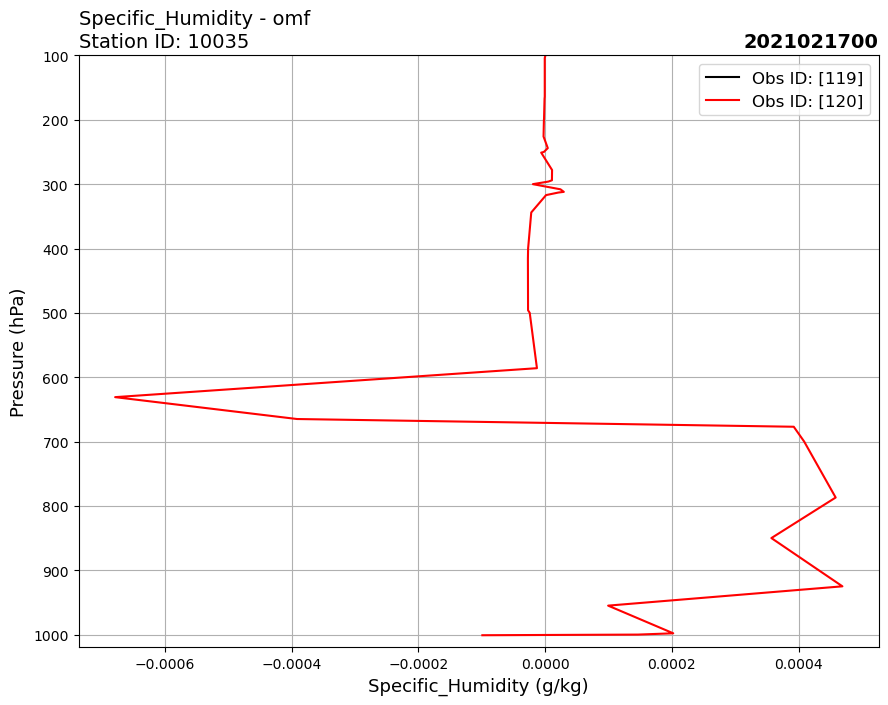 Specific_Humidity - omf
Station ID: 10035
2021021700
Obs ID: [119]
Obs ID: [120]
100
200
300
400
500
600
700
800
900
1000
Pressure (hPa)
−0.0006
−0.0004
−0.0002
0.0000
0.0002
0.0004
Specific_Humidity (g/kg)